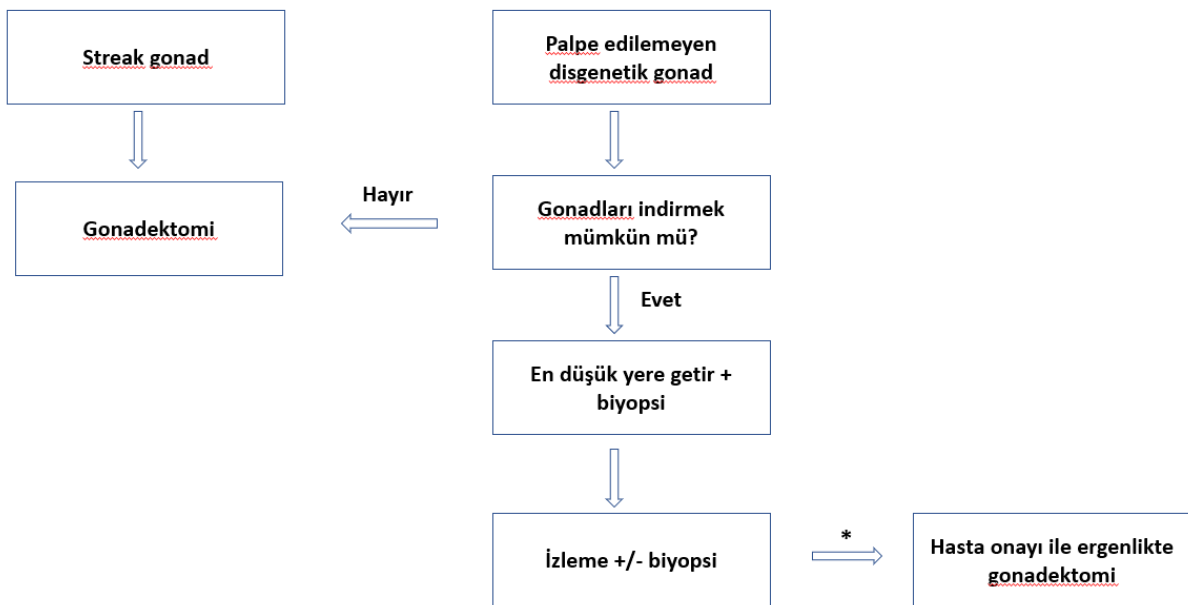 Streak gonad
Palpe edilemeyen
disgenetik gonad
Gonadektomi
Hayır
Gonadları indirmek
mümkün mü?
Evet
En düşük yere getir +
biyopsi
İzleme +/- biyopsi
*
Hasta onayı ile ergenlikte
gonadektomi